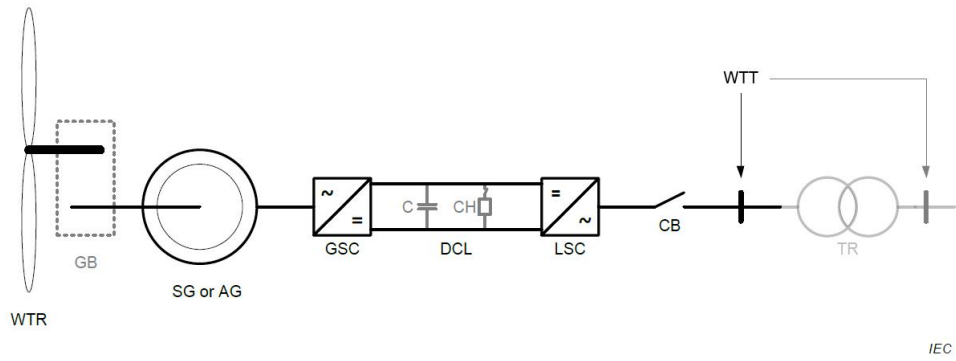 WTT
~
=
C
CH
=
~
GSC
DCL
LSC
CB
TR
GB
SG or AG
WTR
IEC